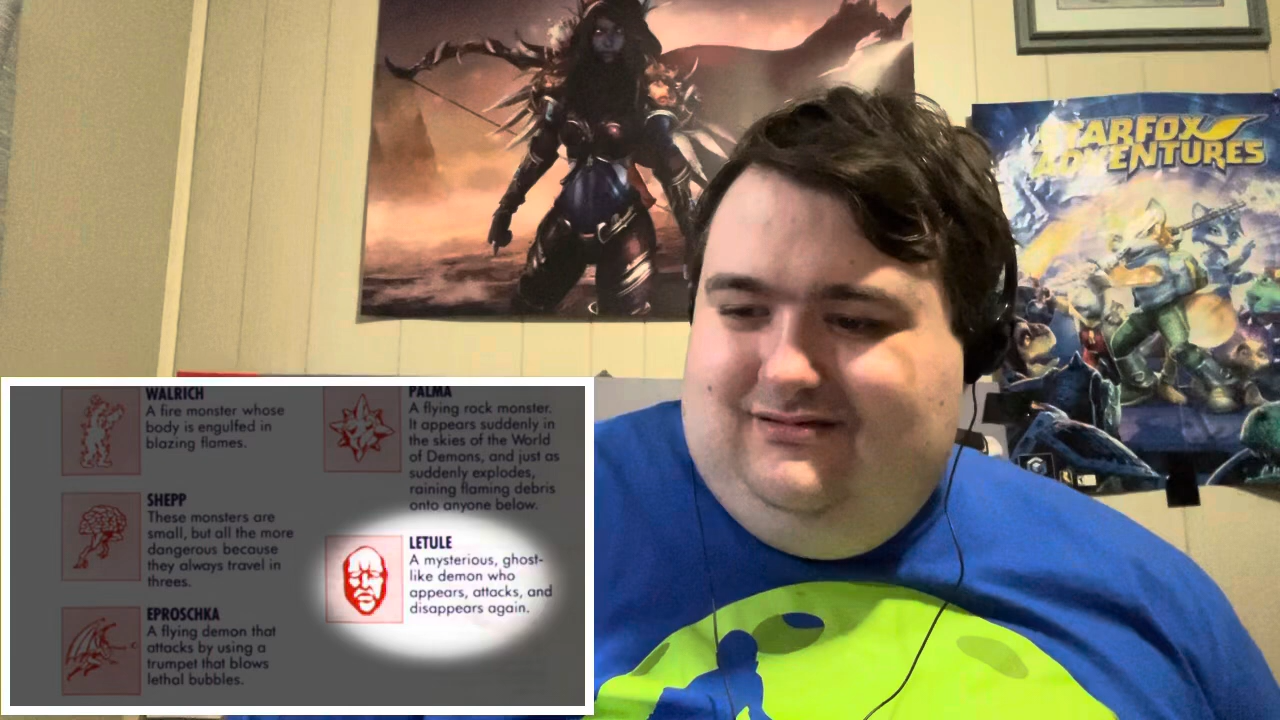 STARFOX
ADVENTURES
WALRICH
A fire monster whose
body is engulfed in
blazing flames.
SHEPP
These monsters are
small, but all the more
dangerous because
they always travel in
threes.
EPROSCHKA
A flying demon that
attacks by using a
trumpet that blows
lethal bubbles.
PALMA
A flying rock monster.
It appears suddenly in
the skies of the World
of Demons, and just as
suddenly explodes,
raining flaming debris
onto anyone below.
LETULE
A mysterious, ghost-
like demon who
appears, attacks, and
disappears again.